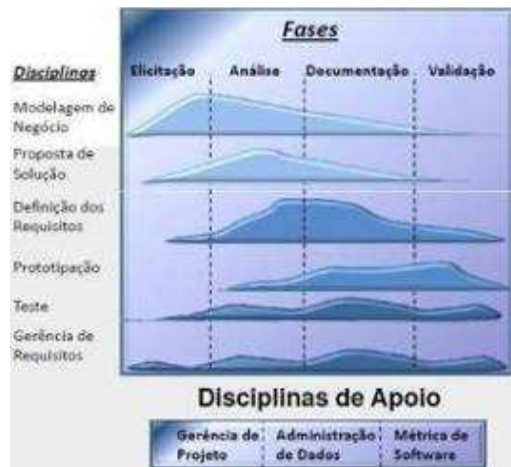 Fases
Disciplinas Elicitação Análise Documentação Validação
Modelagem de
Negócio
Proposta de
Solução
Definição dos
Requisitos
Prototipação
Teste
Gerência de
Requisitos
Disciplinas de Apoio
Gerência de Administração Métrica de
Projeto de Dados Software